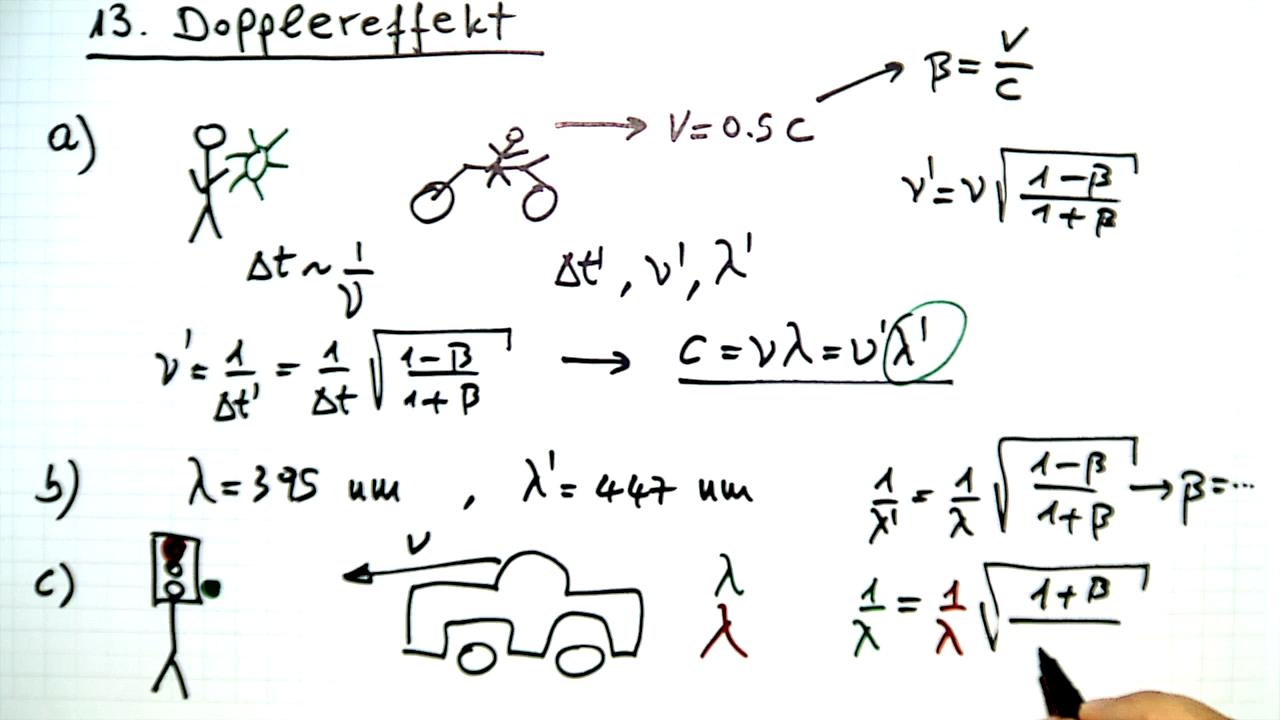 13. Dopplereffekt
β = v/c
a)
v = 0.5 c
ν' = ν √((1-β)/(1+β))
Δt ~ 1/ν
Δt', ν', λ'
ν' = 1/Δt' = 1/Δt √((1-β)/(1+β)) → c = νλ = ν'λ'
b) λ = 395 nm , λ' = 447 nm
1/λ' = 1/λ √((1-β)/(1+β)) → β = ...
c)
v
λ
λ
1/λ = 1/λ √(1+β